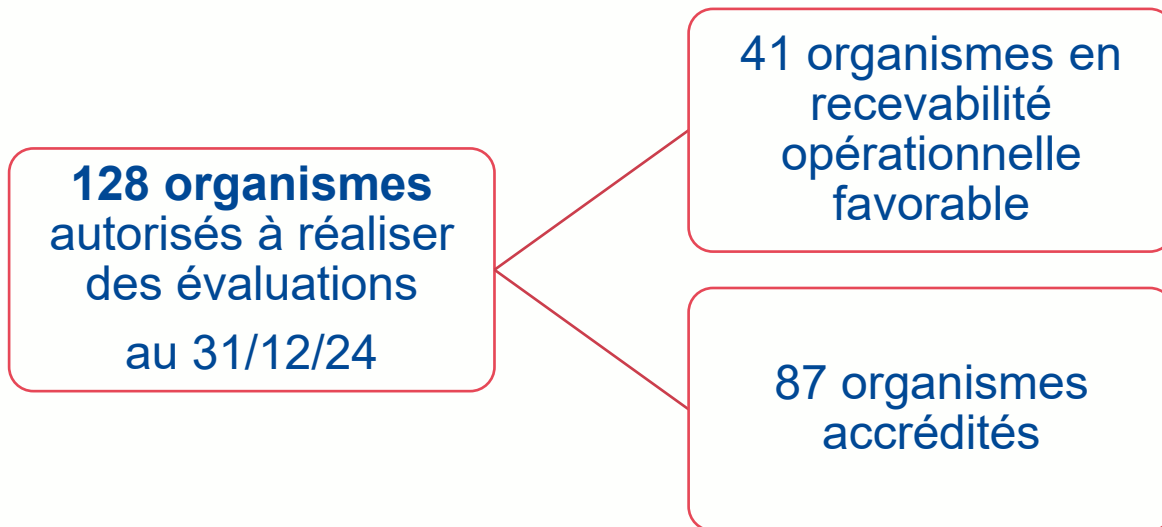 128 organismes
autorisés à réaliser
des évaluations
au 31/12/24
41 organismes en
recevabilité
opérationnelle
favorable
87 organismes
accrédités